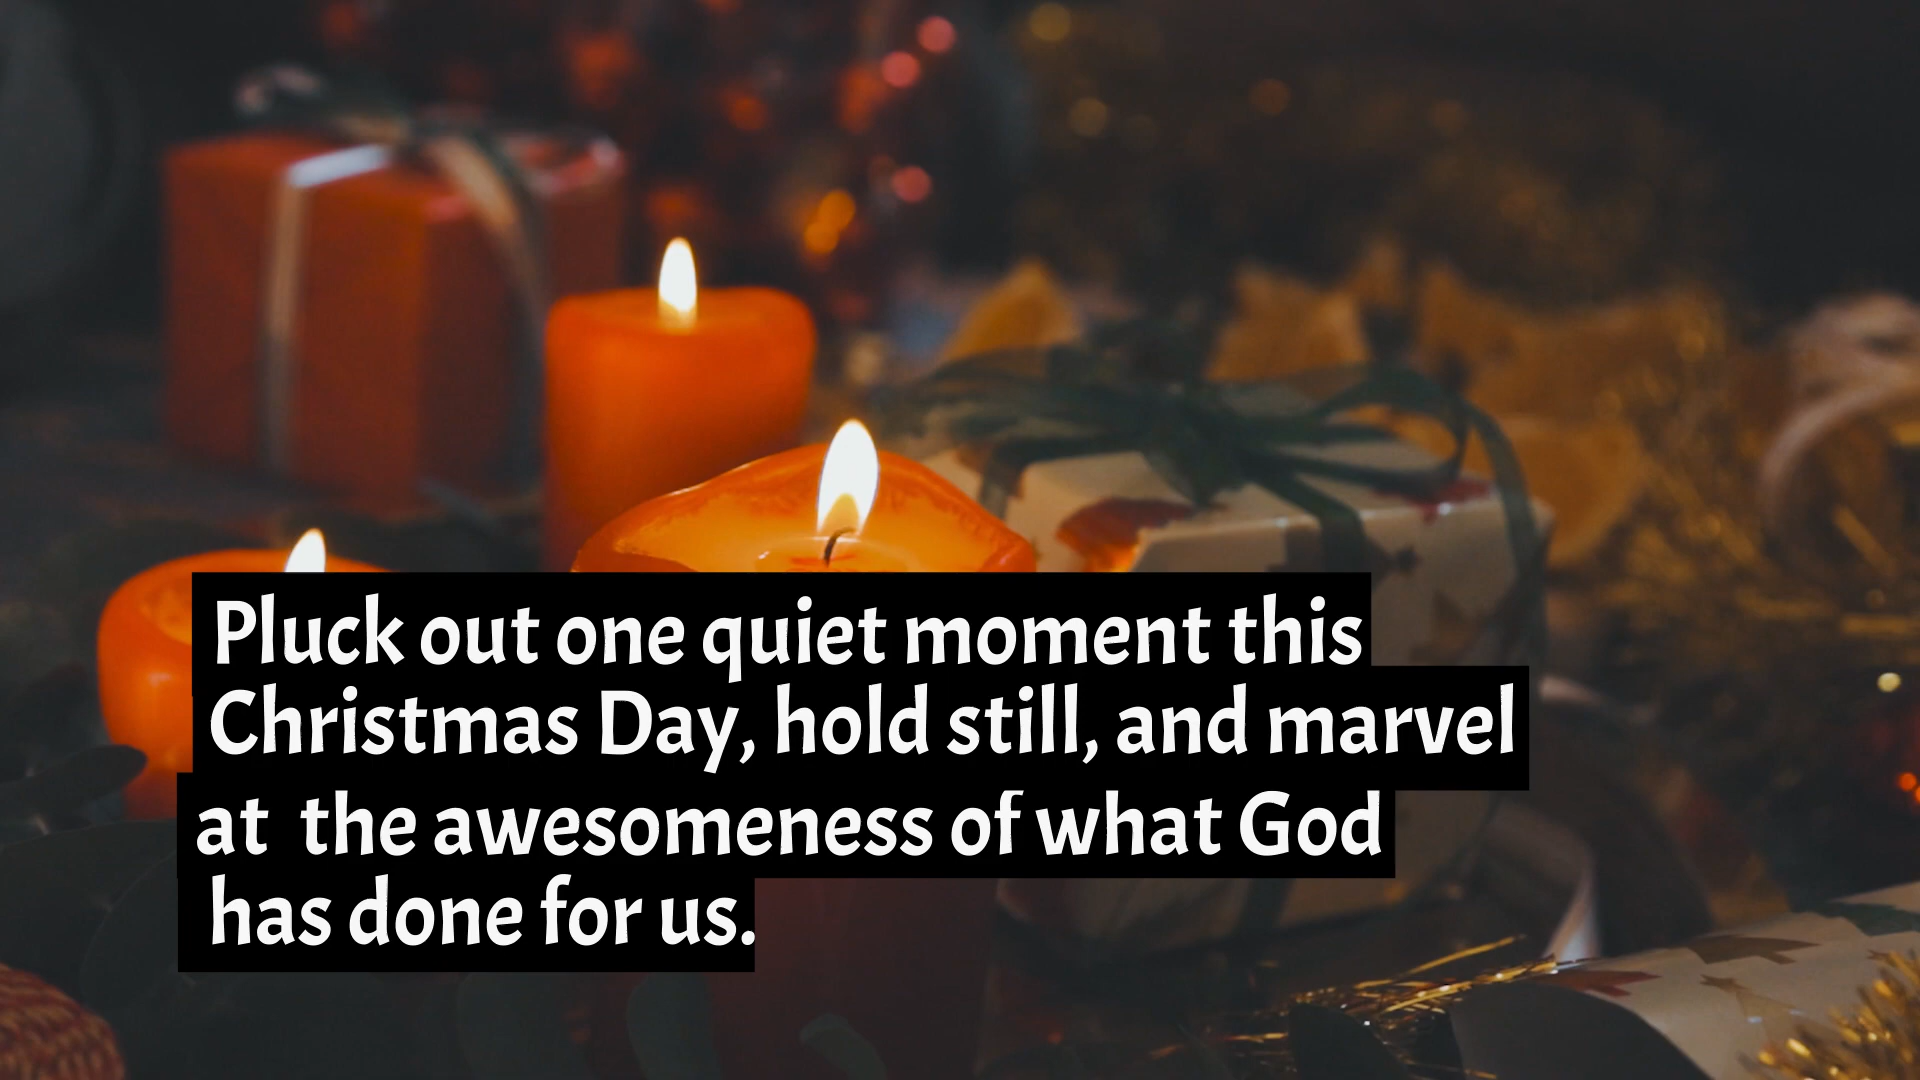 Pluck out one quiet moment this
Christmas Day, hold still, and marvel
at  the awesomeness of what God
has done for us.